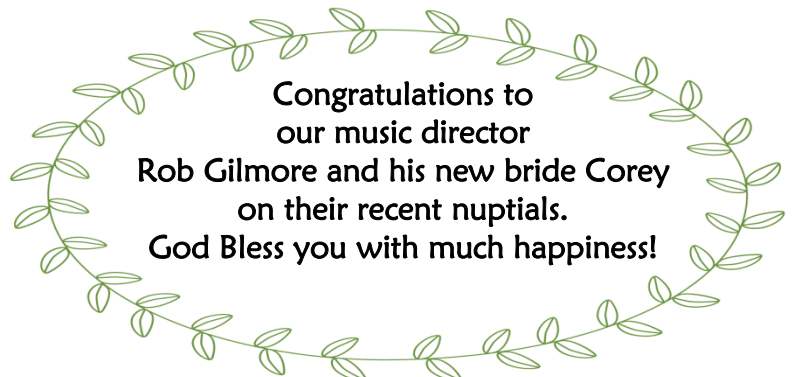 Congratulations to
our music director
Rob Gilmore and his new bride Corey
on their recent nuptials.
God Bless you with much happiness!